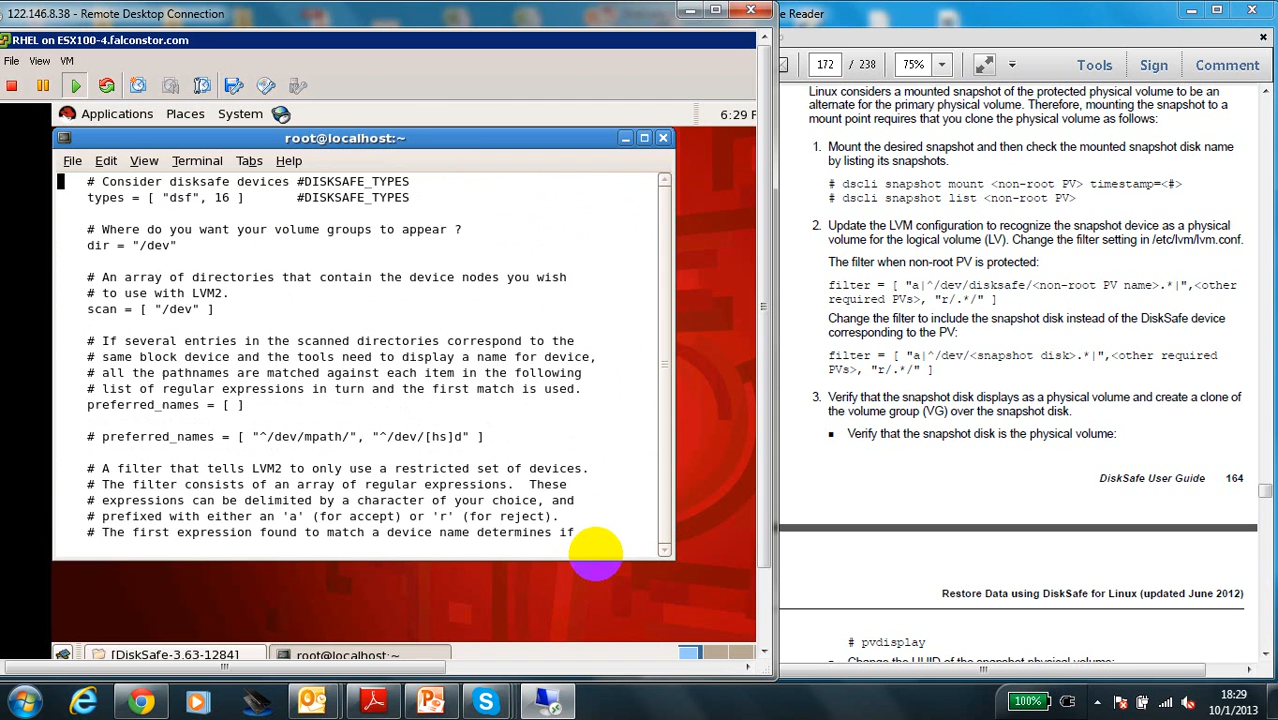 122.146.8.38 - Remote Desktop Connection
RHEL on ESX100-4.falconstor.com
File View VM
Applications Places System
6:29
root@localhost:~
File Edit View Terminal Tabs Help
# Consider disksafe devices #DISKSAFE_TYPES
types = [ "dsf", 16 ] #DISKSAFE_TYPES
# Where do you want your volume groups to appear ?
dir = "/dev"
# An array of directories that contain the device nodes you wish
# to use with LVM2.
scan = [ "/dev" ]
# If several entries in the scanned directories correspond to the
# same block device and the tools need to display a name for device,
# all the pathnames are matched against each item in the following
# list of regular expressions in turn and the first match is used.
preferred_names = [ ]
# preferred_names = [ "^/dev/mpath/", "^/dev/[hs]d" ]
# A filter that tells LVM2 to only use a restricted set of devices.
# The filter consists of an array of regular expressions. These
# expressions can be delimited by a character of your choice, and
# prefixed with either an 'a' (for accept) or 'r' (for reject).
# The first expression found to match a device name determines if
[DiskSafe-3.63-1284]
root@localhost:~
e Reader
172 / 238 75% Tools Sign Comment
Linux considers a mounted snapshot of the protected physical volume to be an
alternate for the primary physical volume. Therefore, mounting the snapshot to a
mount point requires that you clone the physical volume as follows:
1. Mount the desired snapshot and then check the mounted snapshot disk name
by listing its snapshots.
# dscli snapshot mount <non-root PV> timestamp=<#>
# dscli snapshot list <non-root PV>
2. Update the LVM configuration to recognize the snapshot device as a physical
volume for the logical volume (LV). Change the filter setting in /etc/lvm/lvm.conf.
The filter when non-root PV is protected:
filter = [ "a|^/dev/disksafe/<non-root PV name>.*|",<other
required PVs>, "r/.*/" ]
Change the filter to include the snapshot disk instead of the DiskSafe device
corresponding to the PV:
filter = [ "a|^/dev/<snapshot disk>.*|",<other required
PVs>, "r/.*/" ]
3. Verify that the snapshot disk displays as a physical volume and create a clone of
the volume group (VG) over the snapshot disk.
■ Verify that the snapshot disk is the physical volume:
DiskSafe User Guide 164
Restore Data using DiskSafe for Linux (updated June 2012)
# pvdisplay
Change the UUID of the snapshot physical volume:
100%
18:29
10/1/2013